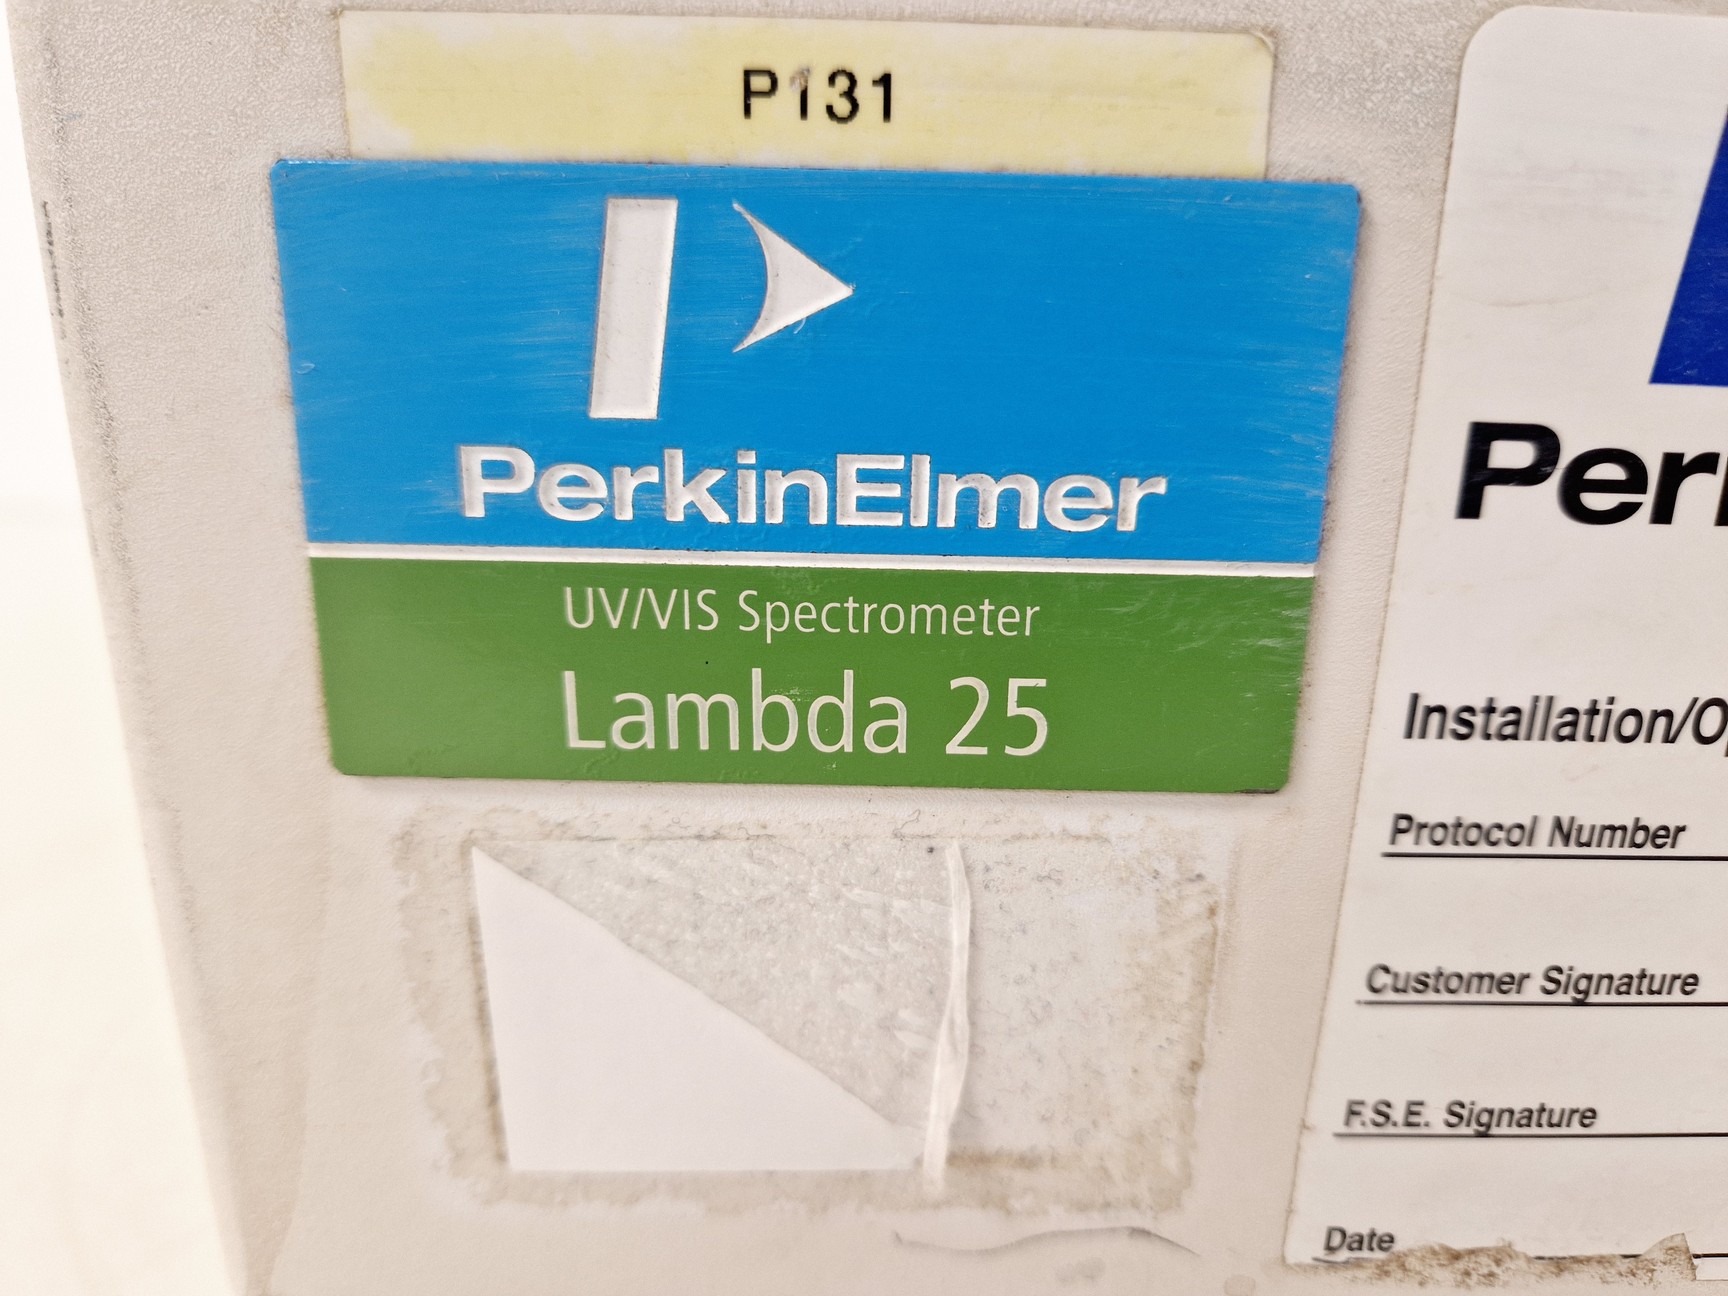 P131
PerkinElmer
UV/VIS Spectrometer
Lambda 25
Per
Installation/O
Protocol Number
Customer Signature
F.S.E. Signature
Date